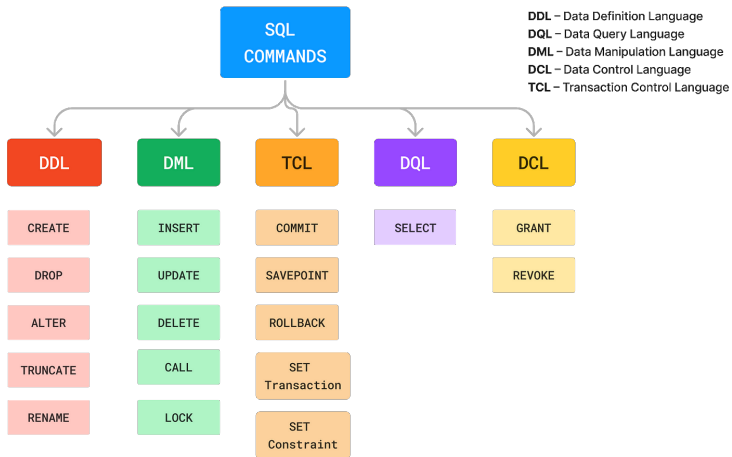 SQL
COMMANDS
DDL – Data Definition Language
DQL – Data Query Language
DML – Data Manipulation Language
DCL – Data Control Language
TCL – Transaction Control Language
DDL
DML
TCL
DQL
DCL
CREATE
INSERT
COMMIT
SELECT
GRANT
DROP
UPDATE
SAVEPOINT
REVOKE
ALTER
DELETE
ROLLBACK
TRUNCATE
CALL
SET
Transaction
RENAME
LOCK
SET
Constraint